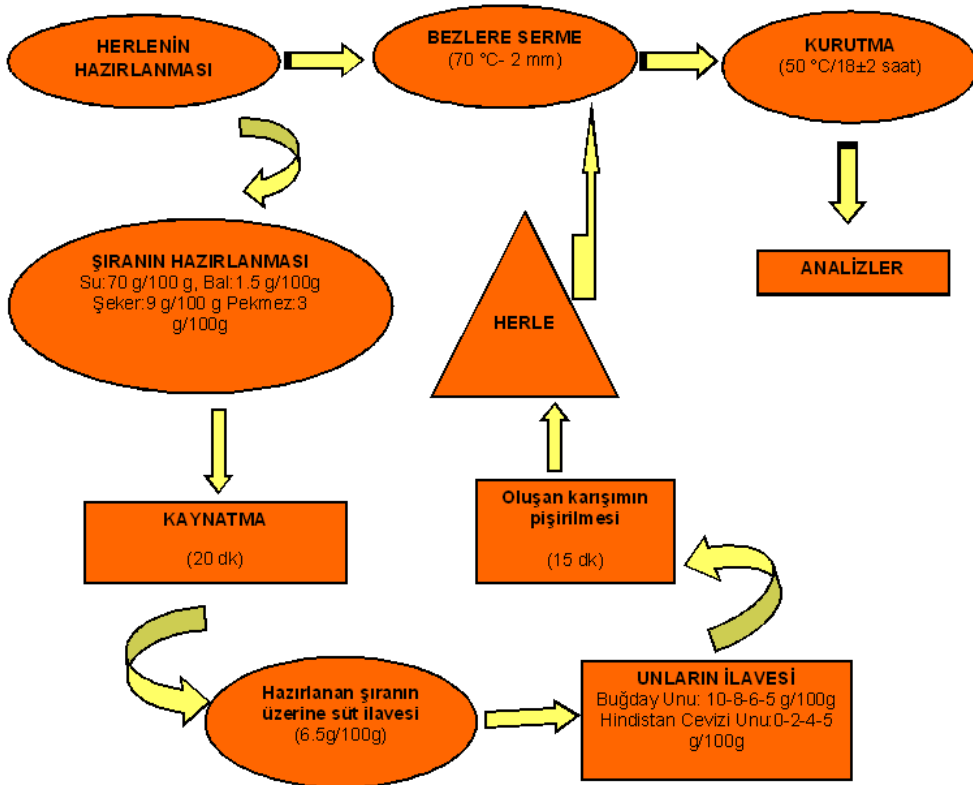 HERLENİN
HAZIRLANMASI
BEZLERE SERME
(70 °C- 2 mm)
KURUTMA
(50 °C/18±2 saat)
ŞIRANIN HAZIRLANMASI
Su:70 g/100 g, Bal:1.5 g/100g
Şeker:9 g/100 g Pekmez:3
g/100g
HERLE
ANALİZLER
KAYNATMA
(20 dk)
Oluşan karışımın
pişirilmesi
(15 dk)
Hazırlanan şıranın
üzerine süt ilavesi
(6.5g/100g)
UNLARIN İLAVESİ
Buğday Unu: 10-8-6-5 g/100g
Hindistan Cevizi Unu:0-2-4-5
g/100g